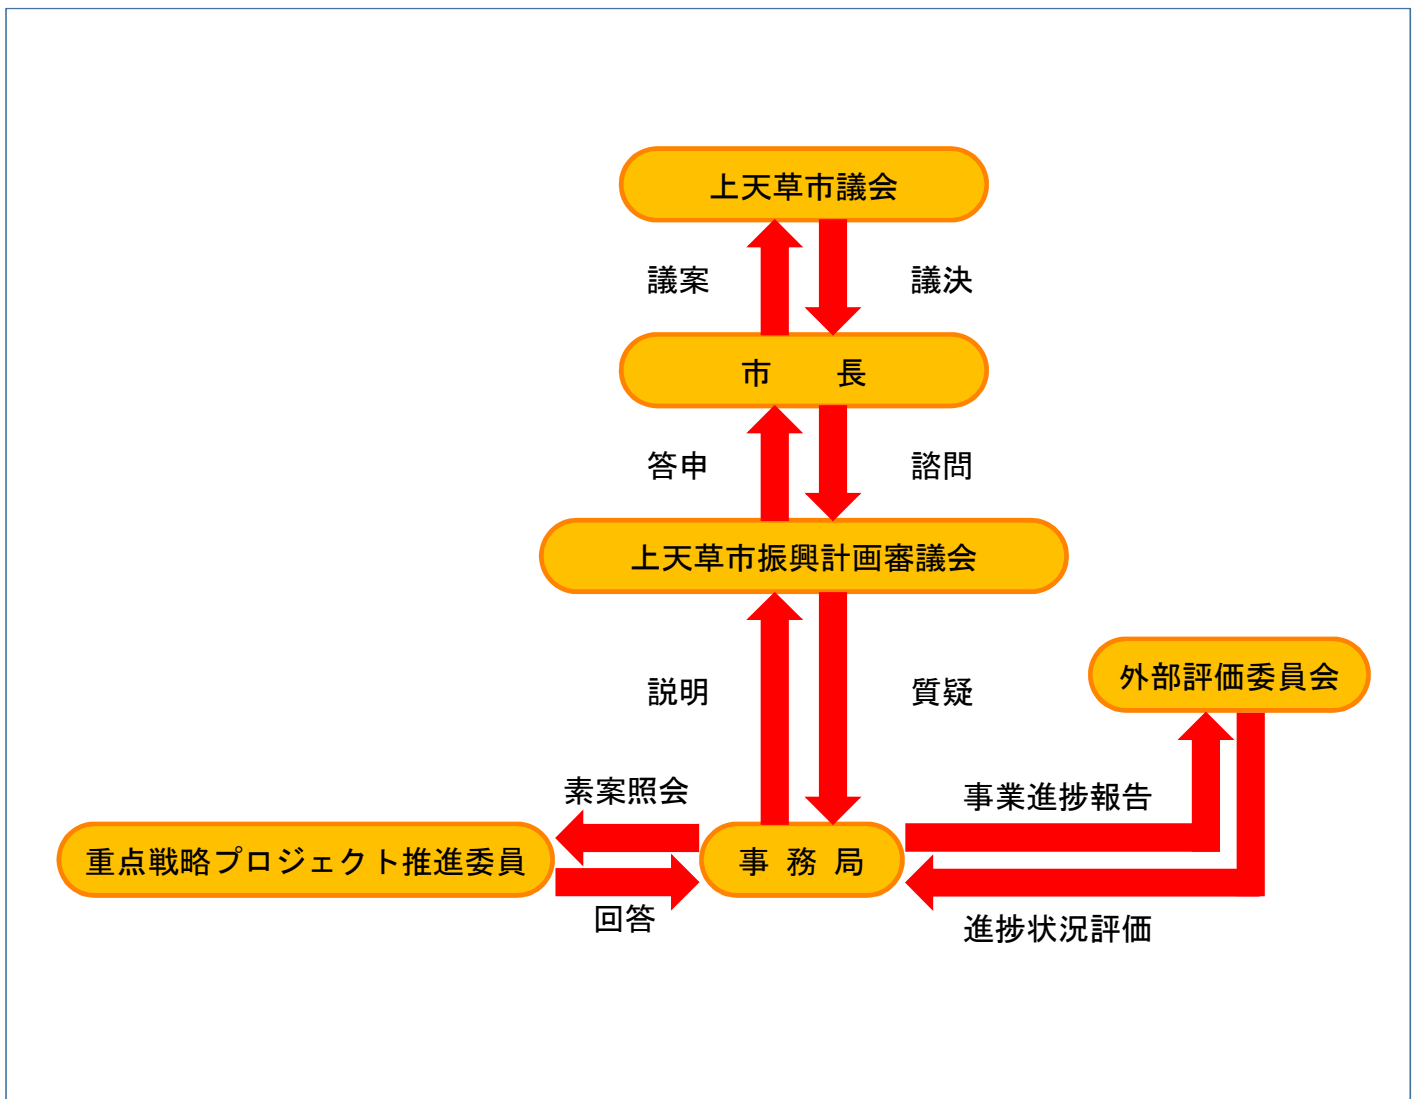 上天草市議会
議案
議決
市 長
答申
諮問
上天草市振興計画審議会
説明
質疑
外部評価委員会
素案照会
事業進捗報告
重点戦略プロジェクト推進委員
事 務 局
回答
進捗状況評価